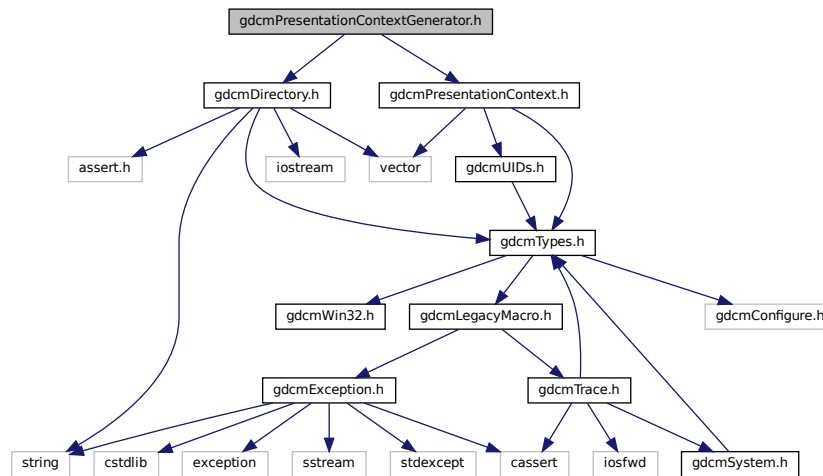 gdcmPresentationContextGenerator.h
gdcmDirectory.h
gdcmPresentationContext.h
assert.h
iostream
vector
gdcmUIDs.h
gdcmTypes.h
gdcmWin32.h
gdcmLegacyMacro.h
gdcmConfigure.h
gdcmException.h
gdcmTrace.h
string
cstdlib
exception
sstream
stdexcept
cassert
iosfwd
gdcmSystem.h